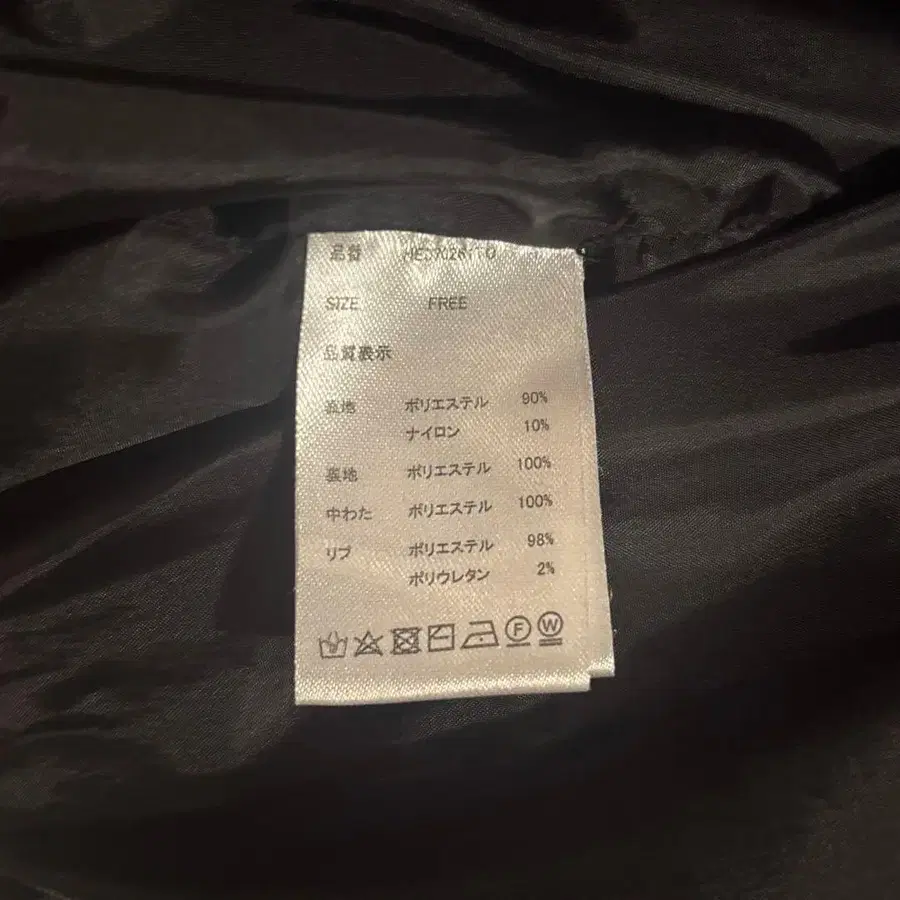 品番
SIZE FREE
品質表示
表地 ポリエステル 90%
ナイロン 10%
裏地 ポリエステル 100%
中わた ポリエステル 100%
リブ ポリエステル 98%
ポリウレタン 2%
F W